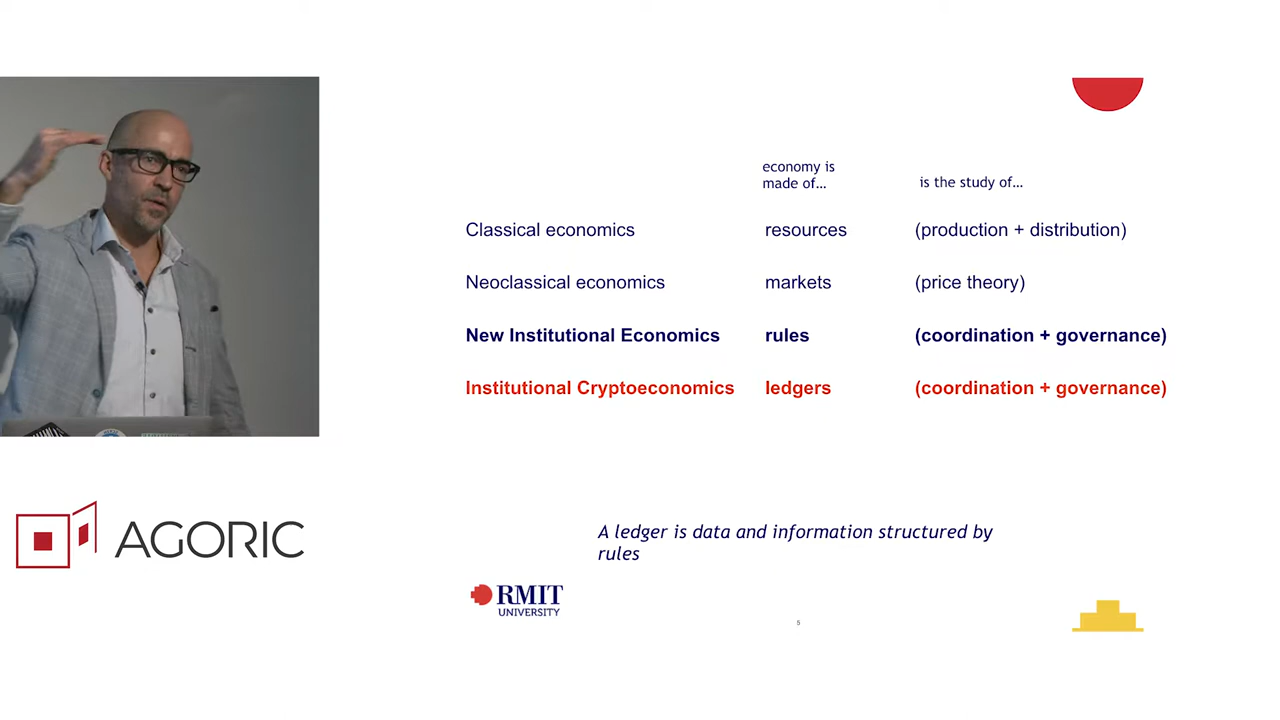 economy is
made of...
is the study of...
Classical economics resources (production + distribution)
Neoclassical economics markets (price theory)
New Institutional Economics rules (coordination + governance)
Institutional Cryptoeconomics ledgers (coordination + governance)
A ledger is data and information structured by
rules
AGORIC
RMIT
UNIVERSITY
5